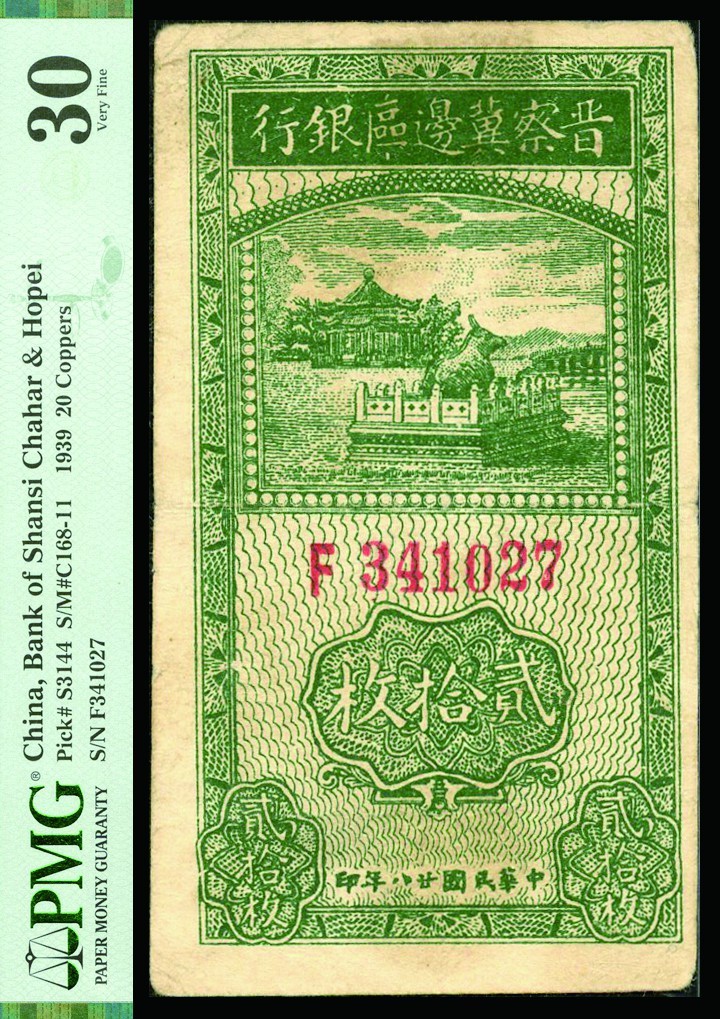 30
Very Fine
China, Bank of Shansi Chahar & Hopei
Pick# S3144 S/M#C168-11 1939 20 Coppers
S/N F341027
PMG®
PAPER MONEY GUARANTY
晋察冀邊區銀行
F 341027
貳拾枚
貳拾枚
貳拾枚
中華民國廿八年印